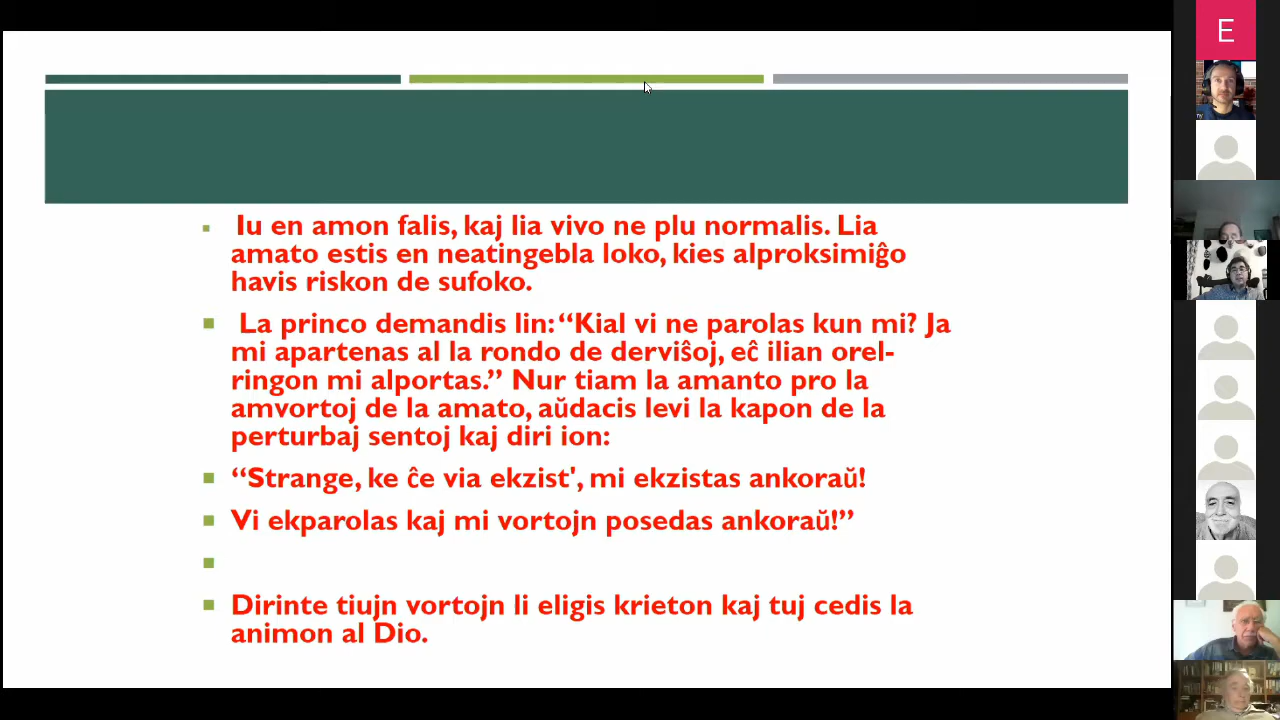 E
Iu en amon falis, kaj lia vivo ne plu normalis. Lia
amato estis en neatingebla loko, kies alproksimiĝo
havis riskon de sufoko.
La princo demandis lin: “Kial vi ne parolas kun mi? Ja
mi apartenas al la rondo de derviŝoj, eĉ ilian orel-
ringon mi alportas.” Nur tiam la amanto pro la
amvortoj de la amato, aŭdacis levi la kapon de la
perturbaj sentoj kaj diri ion:
“Strange, ke ĉe via ekzist', mi ekzistas ankoraŭ!
Vi ekparolas kaj mi vortojn posedas ankoraŭ!”
Dirinte tiujn vortojn li eligis krieton kaj tuj cedis la
animon al Dio.